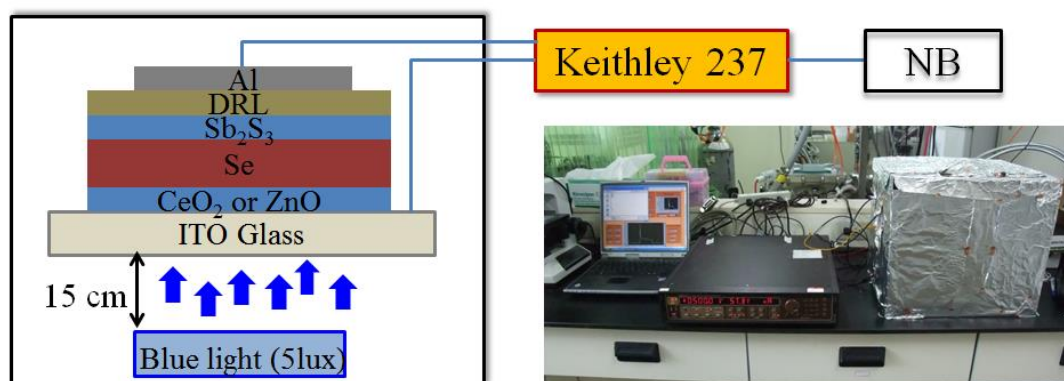 Al
DRL
Sb₂S₃
Se
CeO₂ or ZnO
ITO Glass
15 cm
Blue light (5lux)
Keithley 237
NB